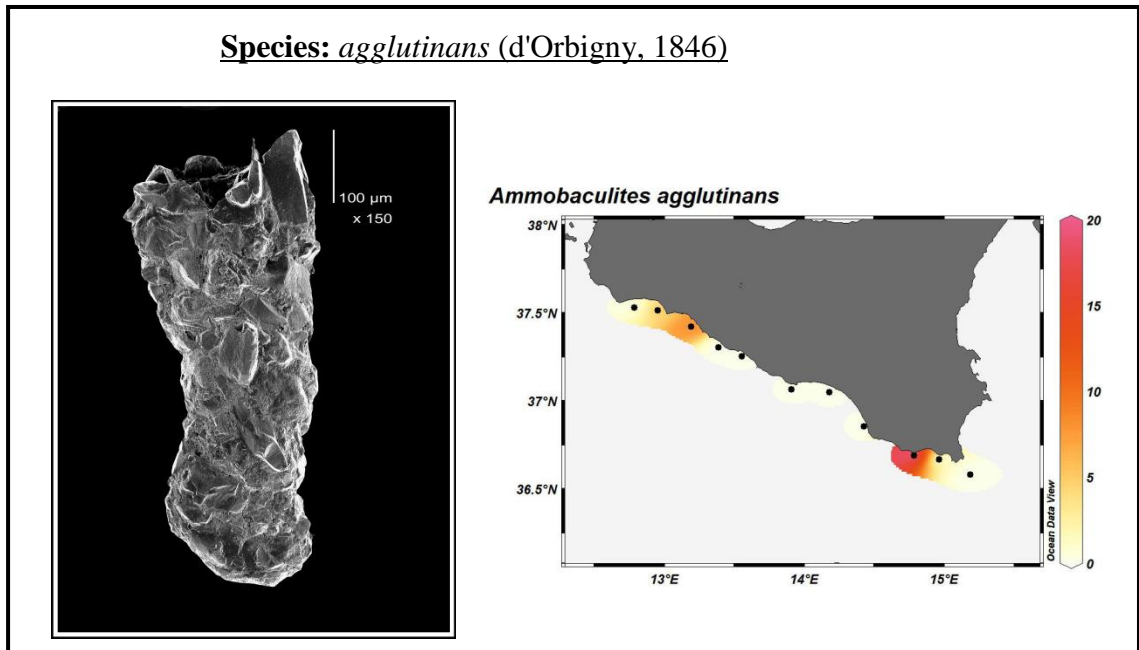 Species: agglutinans (d'Orbigny, 1846)
100 µm
x 150
Ammobaculites agglutinans
38°N
37.5°N
37°N
36.5°N
13°E
14°E
15°E
20
15
10
5
0
Ocean Data View